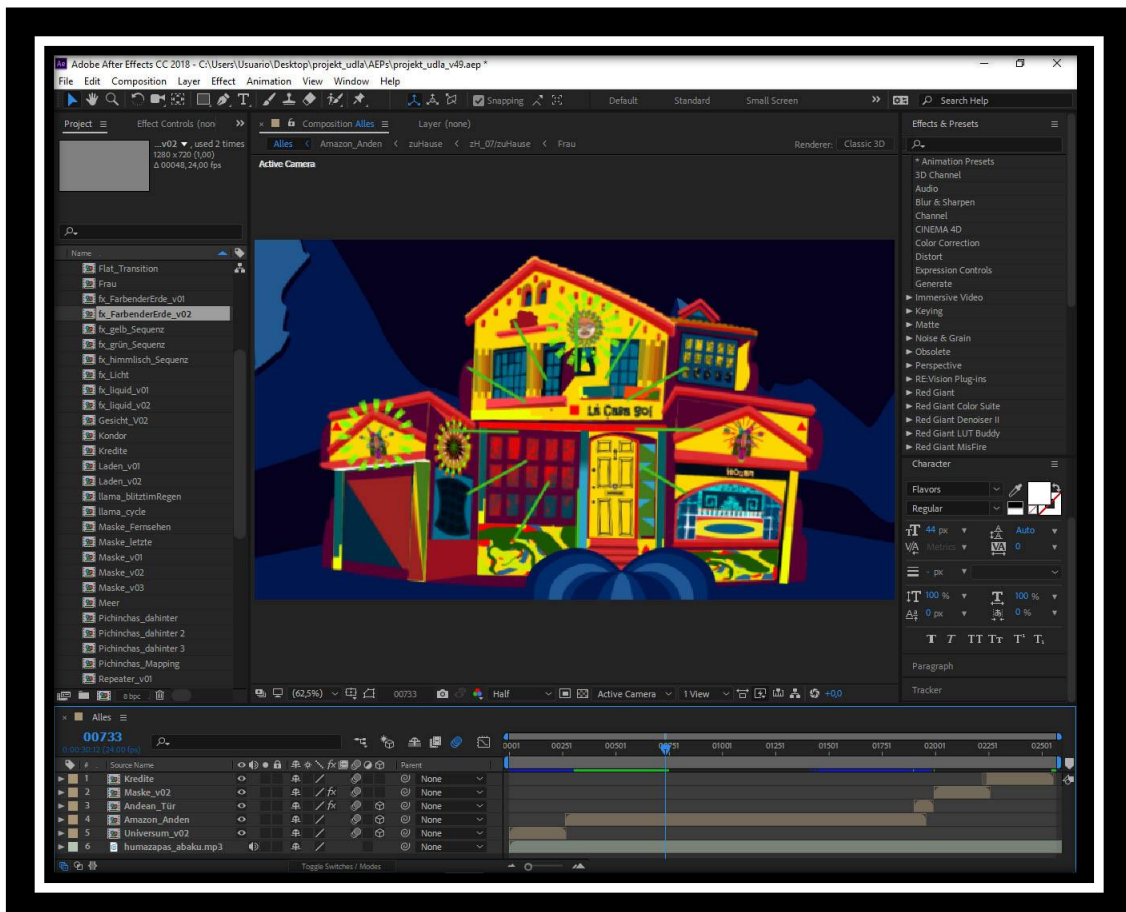 Ae Adobe After Effects CC 2018 - C:\Users\Usuario\Desktop\projekt_udla\AEPs\projekt_udla_v49.aep *
File Edit Composition Layer Effect Animation View Window Help
Snapping Default Standard Small Screen Search Help
Project Effect Controls (non
...v02 ▼, used 2 times
1280 x 720 (1,00)
Δ 00048, 24,00 fps
Name
Flat_Transition
Frau
fx_FarbenderErde_v01
fx_FarbenderErde_v02
fx_gelb_Sequenz
fx_grün_Sequenz
fx_himmlisch_Sequenz
fx_Licht
fx_liquid_v01
fx_liquid_v02
Gesicht_V02
Kondor
Kredite
Laden_v01
Laden_v02
llama_blitztimRegen
llama_cycle
Maske_Fernsehen
Maske_letzte
Maske_v01
Maske_v02
Maske_v03
Meer
Pichinchas_dahinter
Pichinchas_dahinter 2
Pichinchas_dahinter 3
Pichinchas_Mapping
Repeater_v01
8 bpc
Composition Alles Layer (none)
Alles Amazon_Anden zuHause zH_07/zuHause Frau Renderer: Classic 3D
Active Camera
(62,5%) 00733 Half Active Camera 1 View +0,0
Effects & Presets
* Animation Presets
3D Channel
Audio
Blur & Sharpen
Channel
CINEMA 4D
Color Correction
Distort
Expression Controls
Generate
Immersive Video
Keying
Matte
Noise & Grain
Obsolete
Perspective
RE:Vision Plug-ins
Red Giant
Red Giant Color Suite
Red Giant Denoiser II
Red Giant LUT Buddy
Red Giant MisFire
Character
Flavors
Regular
44 px Auto
Metrics 0
- px
100 % 100 %
0 px 0 %
T T TT Tт T¹ T₁
Paragraph
Tracker
Alles
00733
0:00:30:12 (24.00 fps)
0001 00251 00501 00751 01001 01251 01501 01751 02001 02251 02501
# Source Name Parent
1 Kredite None
2 Maske_v02 None
3 Andean_Tür None
4 Amazon_Anden None
5 Universum_v02 None
6 humazapas_abaku.mp3 None
Toggle Switches / Modes